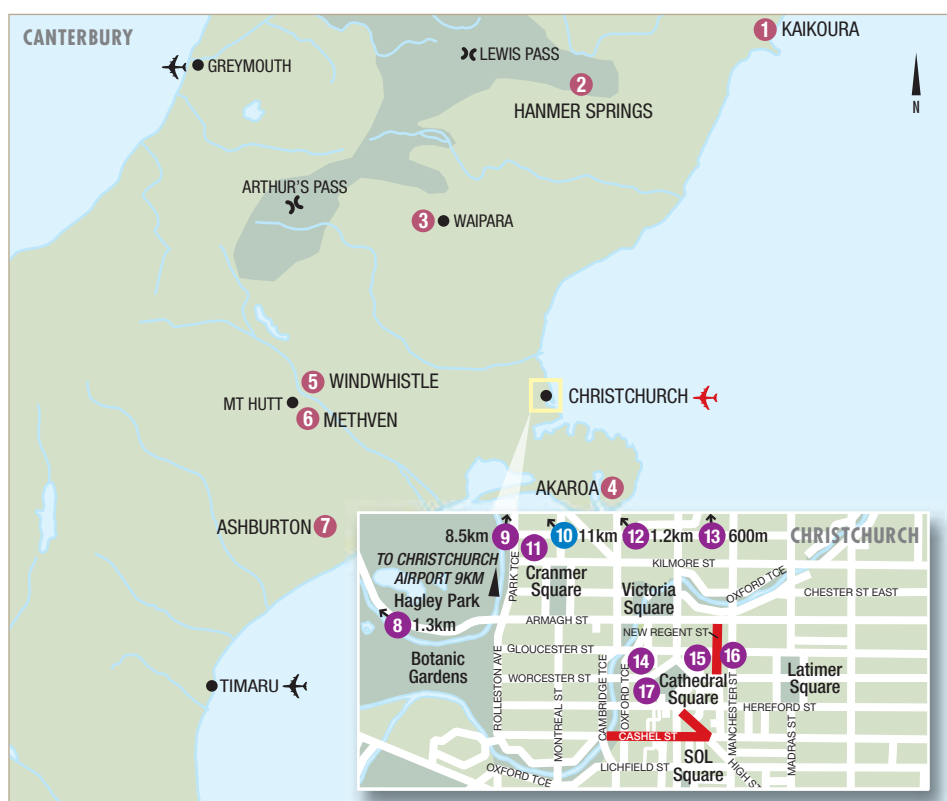 CANTERBURY
1 KAIKOURA
GREYMOUTH
LEWIS PASS
2
HANMER SPRINGS
N
ARTHUR'S PASS
3 WAIPARA
5 WINDWHISTLE
MT HUTT
6 METHVEN
CHRISTCHURCH
AKAROA 4
ASHBURTON 7
TIMARU
CHRISTCHURCH
8.5km 9
11
10 11km
12 1.2km
13 600m
TO CHRISTCHURCH
AIRPORT 9KM
PARK TCE
Cranmer
Square
KILMORE ST
Victoria
Square
OXFORD TCE
CHESTER ST EAST
Hagley Park
8 1.3km
ARMAGH ST
NEW REGENT ST
Botanic
Gardens
GLOUCESTER ST
14
15
16
WORCESTER ST
17
Cathedral
Square
Latimer
Square
ROLLESTON AVE
MONTREAL ST
CAMBRIDGE TCE
OXFORD TCE
MANCHESTER ST
HEREFORD ST
MADRAS ST
CASHEL ST
SOL
Square
LICHFIELD ST
HIGH ST
OXFORD TCE